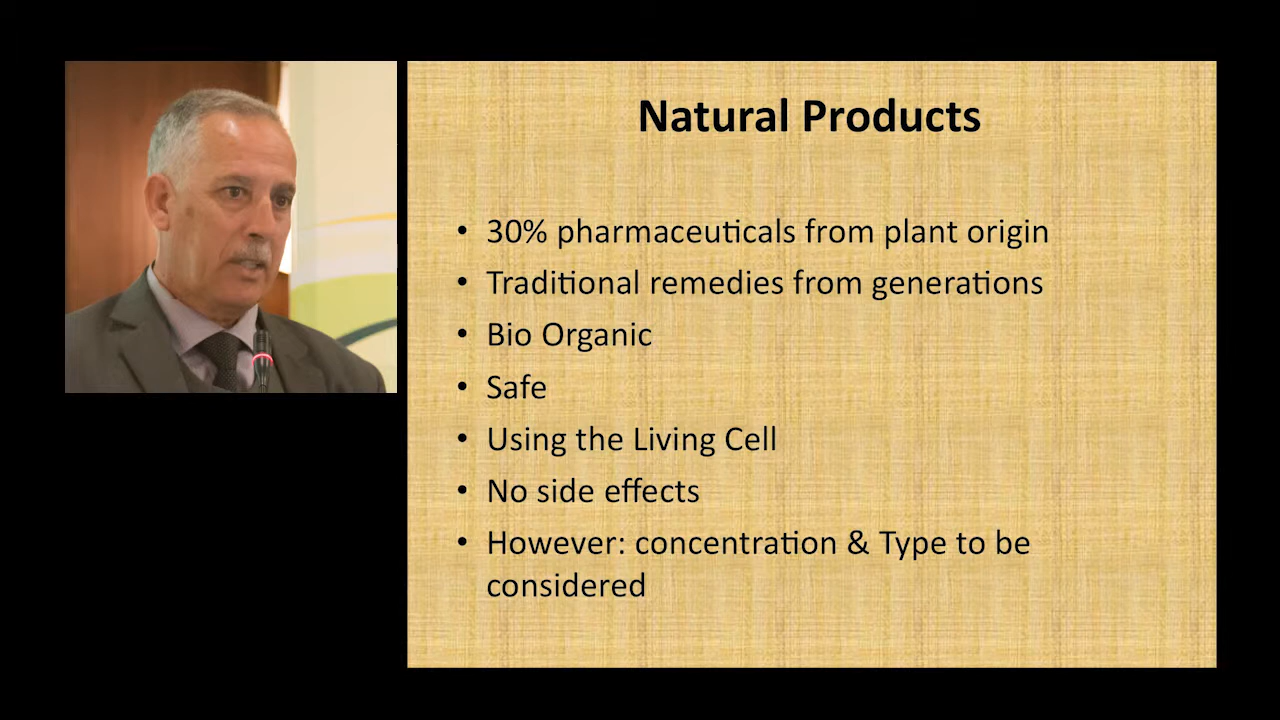 Natural Products
• 30% pharmaceuticals from plant origin
• Traditional remedies from generations
• Bio Organic
• Safe
• Using the Living Cell
• No side effects
• However: concentration & Type to be
considered